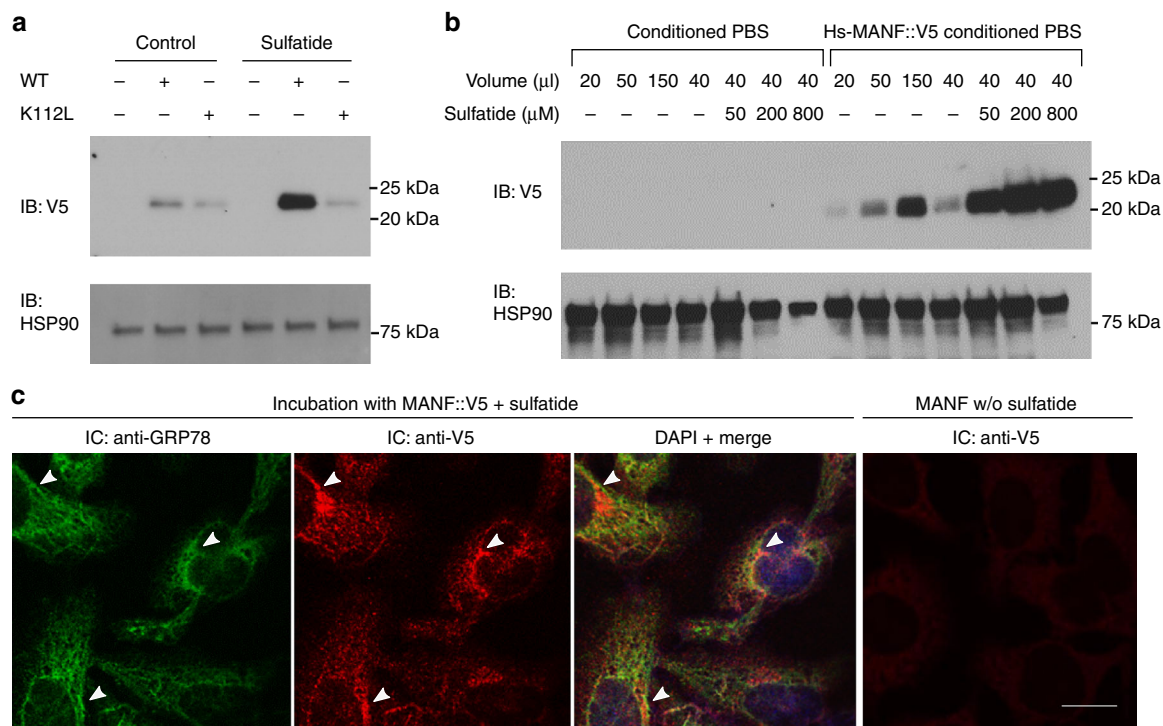 a
Control Sulfatide
WT – + – – + –
K112L – – + – – +
IB: V5
25 kDa
20 kDa
IB:
HSP90
75 kDa
b
Conditioned PBS Hs-MANF::V5 conditioned PBS
Volume (µl) 20 50 150 40 40 40 40 20 50 150 40 40 40 40
Sulfatide (µM) – – – – 50 200 800 – – – – 50 200 800
IB: V5
25 kDa
20 kDa
IB:
HSP90
75 kDa
c
Incubation with MANF::V5 + sulfatide MANF w/o sulfatide
IC: anti-GRP78 IC: anti-V5 DAPI + merge IC: anti-V5